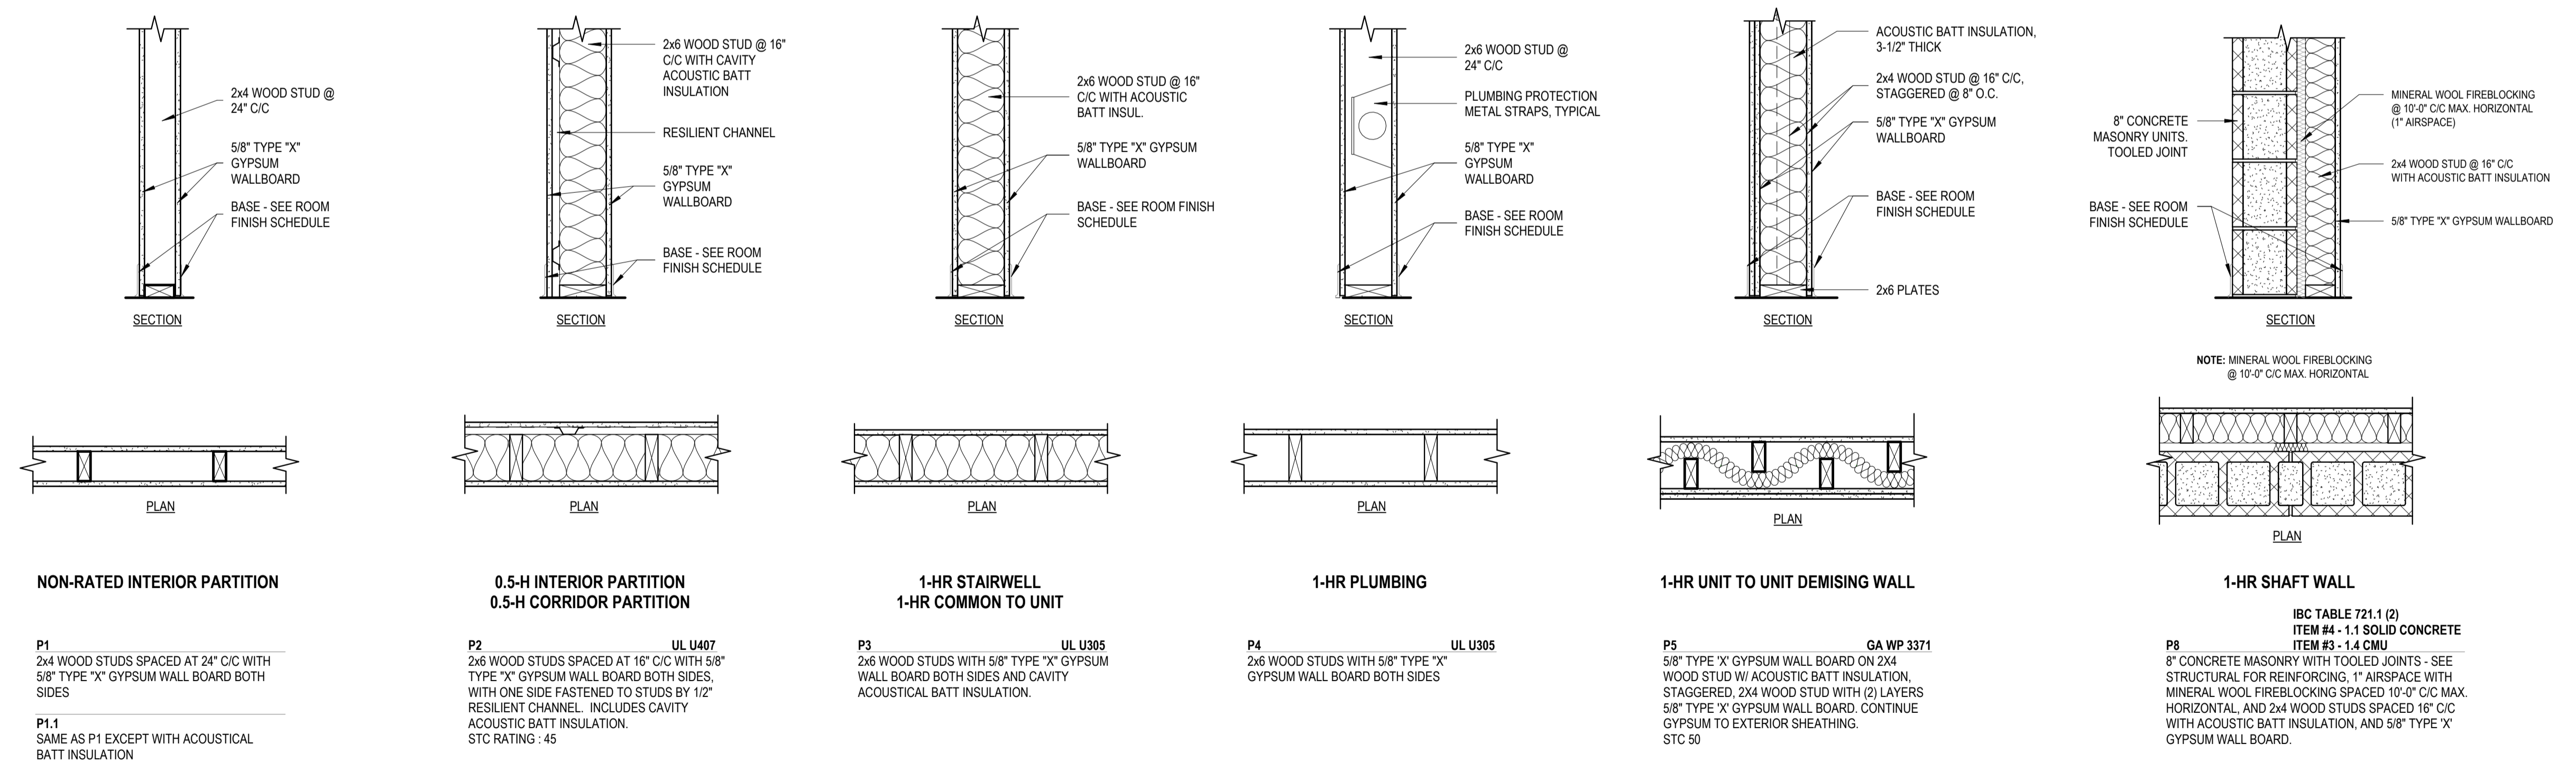 2x4 WOOD STUD @
24" C/C
5/8" TYPE "X"
GYPSUM
WALLBOARD
BASE - SEE ROOM
FINISH SCHEDULE
SECTION
PLAN
NON-RATED INTERIOR PARTITION
P1
2x4 WOOD STUDS SPACED AT 24" C/C WITH
5/8" TYPE "X" GYPSUM WALL BOARD BOTH
SIDES
P1.1
SAME AS P1 EXCEPT WITH ACOUSTICAL
BATT INSULATION
2x6 WOOD STUD @ 16"
C/C WITH CAVITY
ACOUSTIC BATT
INSULATION
RESILIENT CHANNEL
5/8" TYPE "X"
GYPSUM
WALLBOARD
BASE - SEE ROOM
FINISH SCHEDULE
SECTION
PLAN
0.5-H INTERIOR PARTITION
0.5-H CORRIDOR PARTITION
P2 UL U407
2x6 WOOD STUDS SPACED AT 16" C/C WITH 5/8"
TYPE "X" GYPSUM WALL BOARD BOTH SIDES,
WITH ONE SIDE FASTENED TO STUDS BY 1/2"
RESILIENT CHANNEL.  INCLUDES CAVITY
ACOUSTIC BATT INSULATION.
STC RATING : 45
2x6 WOOD STUD @ 16"
C/C WITH ACOUSTIC
BATT INSUL.
5/8" TYPE "X" GYPSUM
WALLBOARD
BASE - SEE ROOM FINISH
SCHEDULE
SECTION
PLAN
1-HR STAIRWELL
1-HR COMMON TO UNIT
P3 UL U305
2x6 WOOD STUDS WITH 5/8" TYPE "X" GYPSUM
WALL BOARD BOTH SIDES AND CAVITY
ACOUSTICAL BATT INSULATION.
2x6 WOOD STUD @
24" C/C
PLUMBING PROTECTION
METAL STRAPS, TYPICAL
5/8" TYPE "X"
GYPSUM
WALLBOARD
BASE - SEE ROOM
FINISH SCHEDULE
SECTION
PLAN
1-HR PLUMBING
P4 UL U305
2x6 WOOD STUDS WITH 5/8" TYPE "X"
GYPSUM WALL BOARD BOTH SIDES
ACOUSTIC BATT INSULATION,
3-1/2" THICK
2x4 WOOD STUD @ 16" C/C,
STAGGERED @ 8" O.C.
5/8" TYPE "X" GYPSUM
WALLBOARD
BASE - SEE ROOM
FINISH SCHEDULE
2x6 PLATES
SECTION
PLAN
1-HR UNIT TO UNIT DEMISING WALL
P5 GA WP 3371
5/8" TYPE 'X' GYPSUM WALL BOARD ON 2X4
WOOD STUD W/ ACOUSTIC BATT INSULATION,
STAGGERED, 2X4 WOOD STUD WITH (2) LAYERS
5/8" TYPE 'X' GYPSUM WALL BOARD. CONTINUE
GYPSUM TO EXTERIOR SHEATHING.
STC 50
8" CONCRETE
MASONRY UNITS.
TOOLED JOINT
BASE - SEE ROOM
FINISH SCHEDULE
MINERAL WOOL FIREBLOCKING
@ 10'-0" C/C MAX. HORIZONTAL
(1" AIRSPACE)
2x4 WOOD STUD @ 16" C/C
WITH ACOUSTIC BATT INSULATION
5/8" TYPE "X" GYPSUM WALLBOARD
SECTION
NOTE: MINERAL WOOL FIREBLOCKING
@ 10'-0" C/C MAX. HORIZONTAL
PLAN
1-HR SHAFT WALL
IBC TABLE 721.1 (2)
ITEM #4 - 1.1 SOLID CONCRETE
P8 ITEM #3 - 1.4 CMU
8" CONCRETE MASONRY WITH TOOLED JOINTS - SEE
STRUCTURAL FOR REINFORCING, 1" AIRSPACE WITH
MINERAL WOOL FIREBLOCKING SPACED 10'-0" C/C MAX.
HORIZONTAL, AND 2x4 WOOD STUDS SPACED 16" C/C
WITH ACOUSTIC BATT INSULATION, AND 5/8" TYPE 'X'
GYPSUM WALL BOARD.